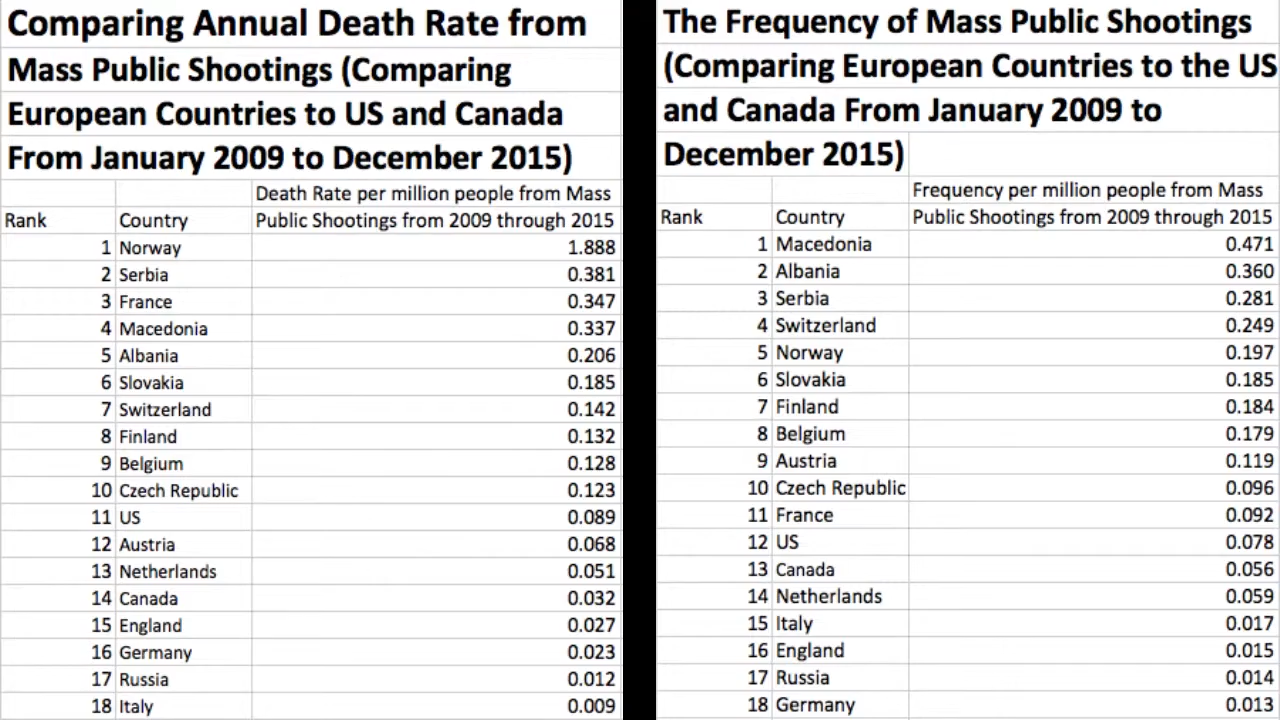 Comparing Annual Death Rate from
Mass Public Shootings (Comparing
European Countries to US and Canada
From January 2009 to December 2015)
Death Rate per million people from Mass
Rank Country Public Shootings from 2009 through 2015
1 Norway 1.888
2 Serbia 0.381
3 France 0.347
4 Macedonia 0.337
5 Albania 0.206
6 Slovakia 0.185
7 Switzerland 0.142
8 Finland 0.132
9 Belgium 0.128
10 Czech Republic 0.123
11 US 0.089
12 Austria 0.068
13 Netherlands 0.051
14 Canada 0.032
15 England 0.027
16 Germany 0.023
17 Russia 0.012
18 Italy 0.009
The Frequency of Mass Public Shootings
(Comparing European Countries to the US
and Canada From January 2009 to
December 2015)
Frequency per million people from Mass
Rank Country Public Shootings from 2009 through 2015
1 Macedonia 0.471
2 Albania 0.360
3 Serbia 0.281
4 Switzerland 0.249
5 Norway 0.197
6 Slovakia 0.185
7 Finland 0.184
8 Belgium 0.179
9 Austria 0.119
10 Czech Republic 0.096
11 France 0.092
12 US 0.078
13 Canada 0.056
14 Netherlands 0.059
15 Italy 0.017
16 England 0.015
17 Russia 0.014
18 Germany 0.013